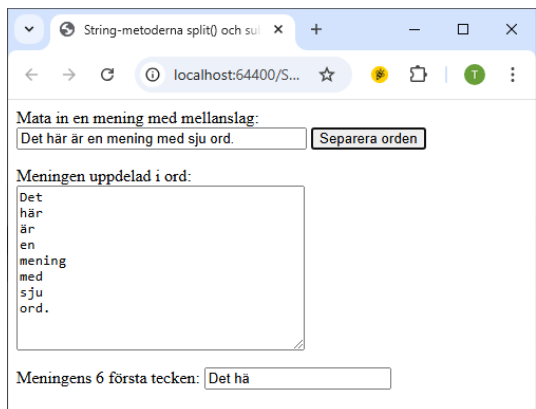 String-metoderna split() och sul
localhost:64400/S...
T
Mata in en mening med mellanslag:
Det här är en mening med sju ord. Separera orden
Meningen uppdelad i ord:
Det
här
är
en
mening
med
sju
ord.
Meningens 6 första tecken: Det hä